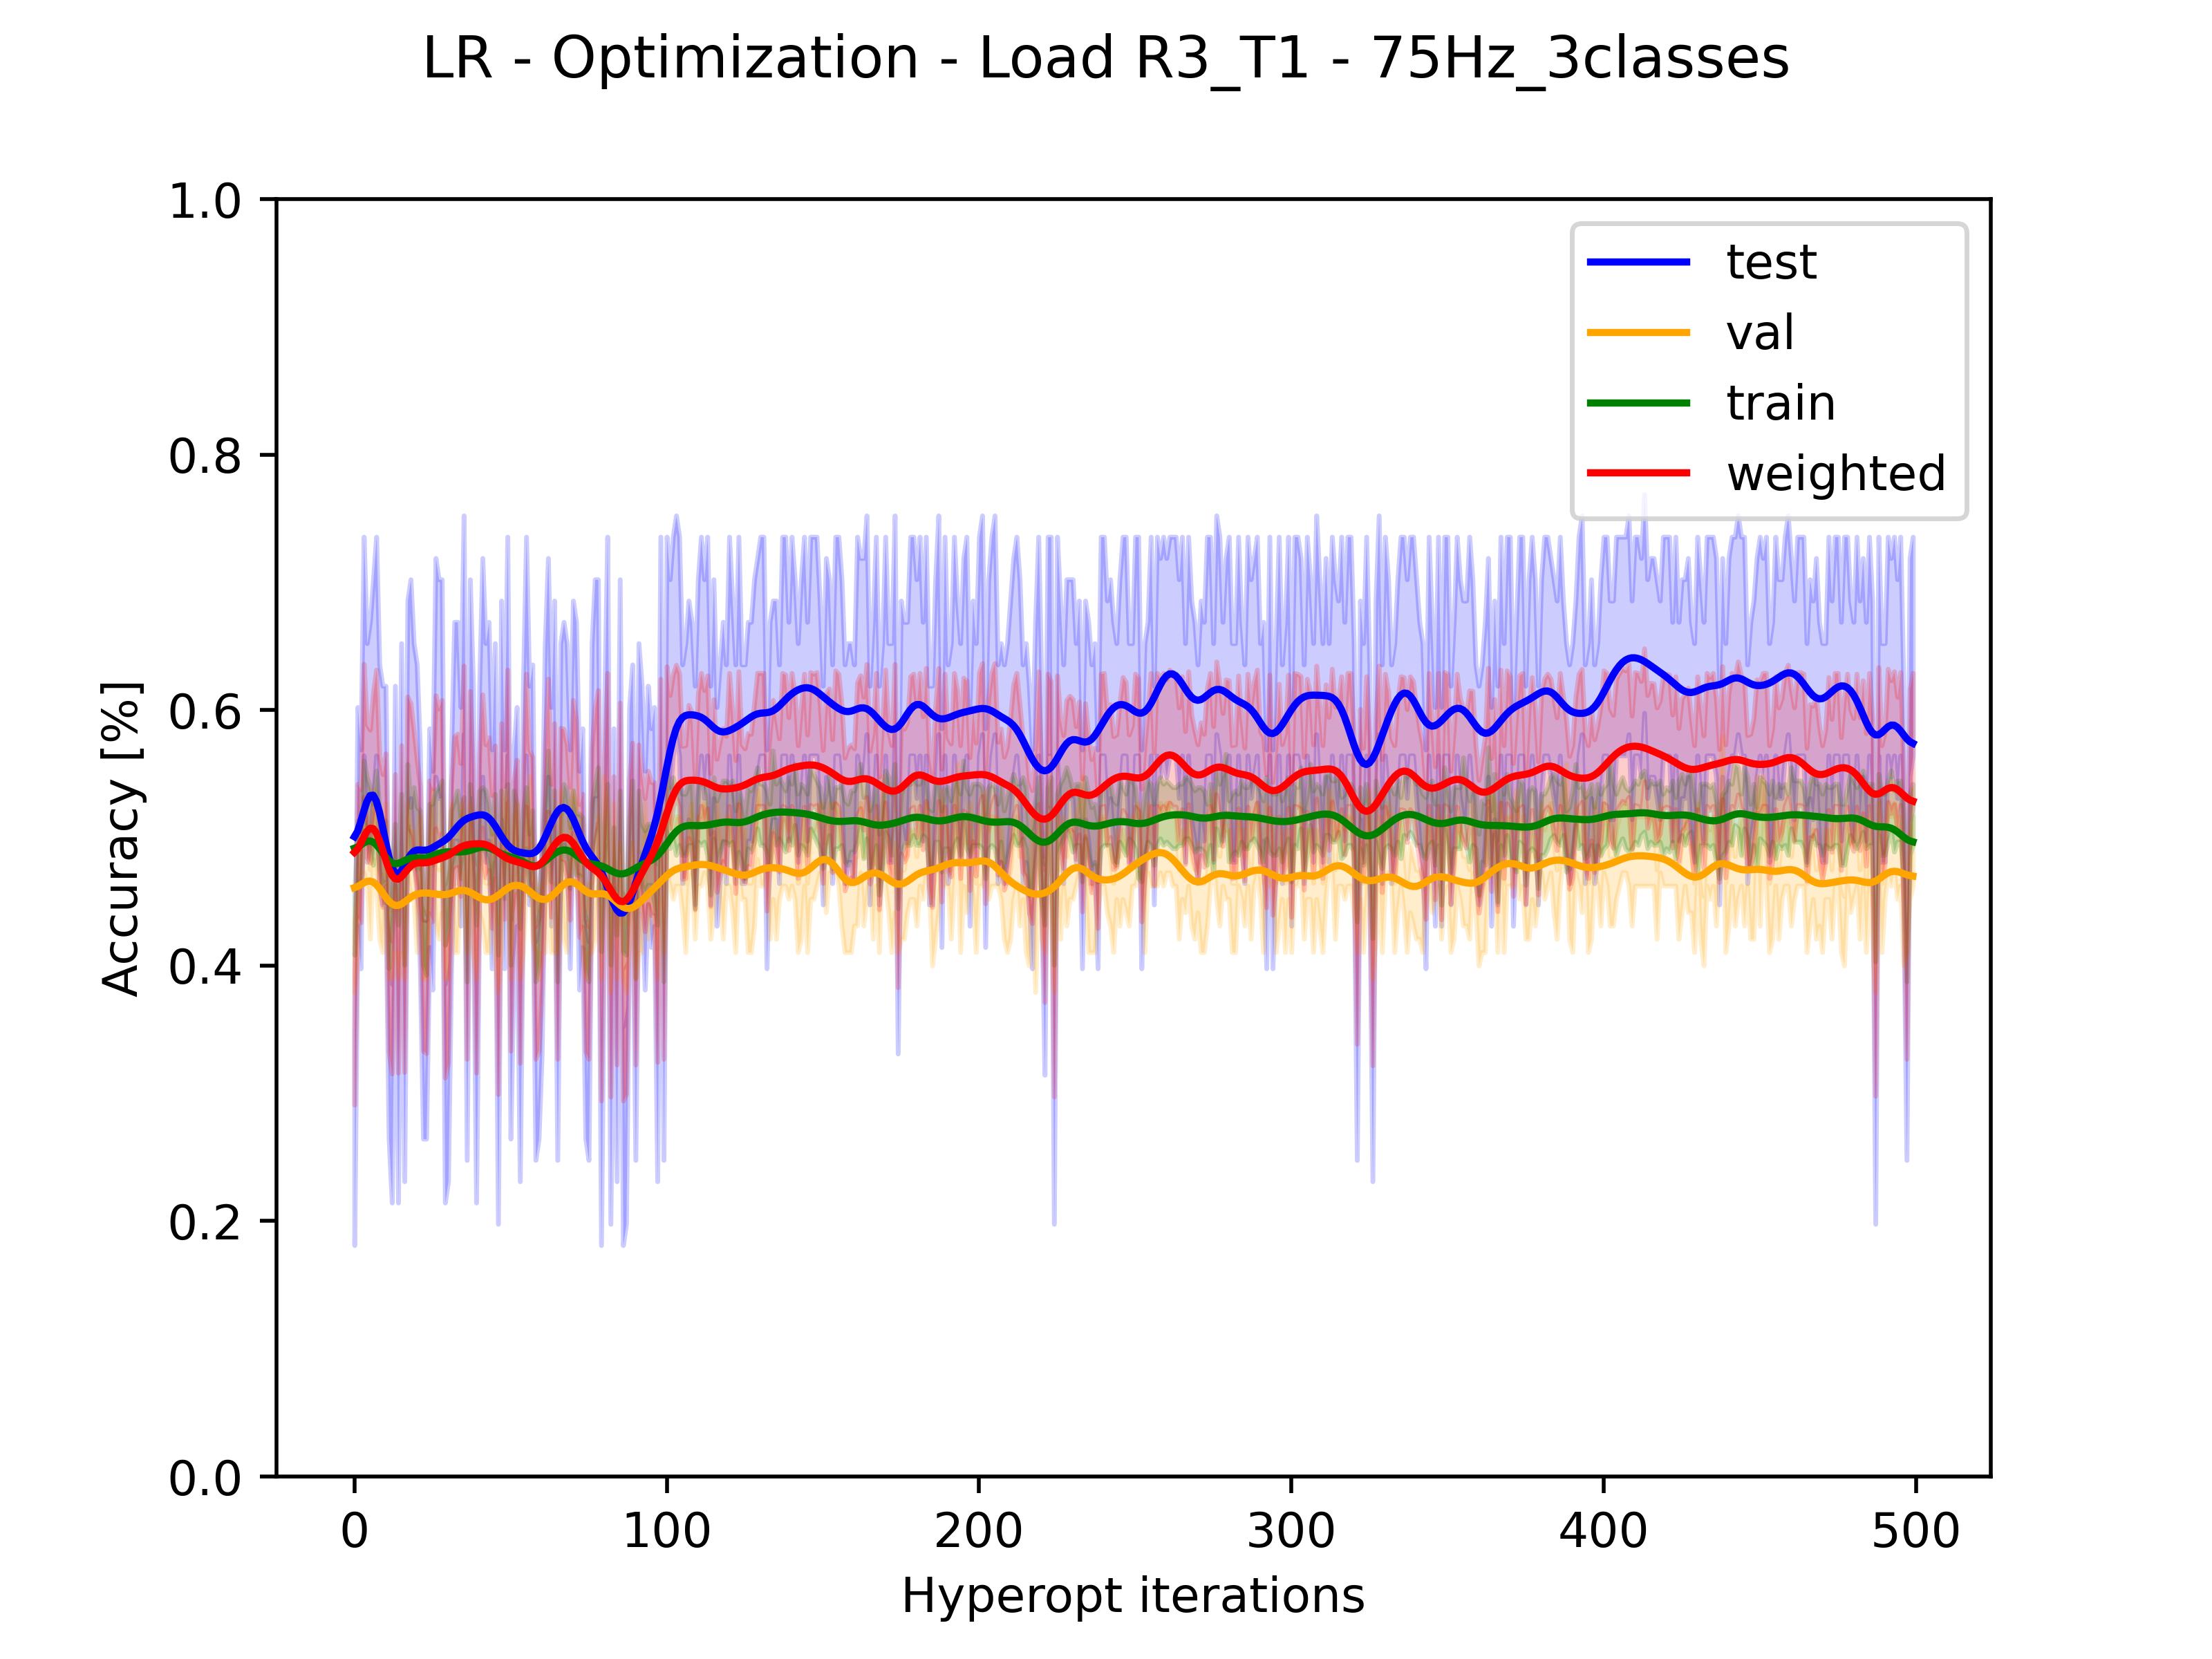 LR - Optimization - Load R3_T1 - 75Hz_3classes
1.0
0.8
0.6
0.4
0.2
0.0
Accuracy [%]
test
val
train
weighted
0 100 200 300 400 500
Hyperopt iterations